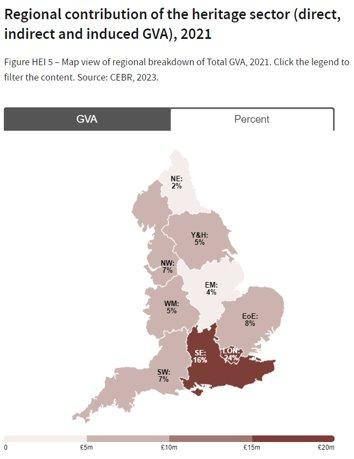 Regional contribution of the heritage sector (direct,
indirect and induced GVA), 2021
Figure HEI 5 – Map view of regional breakdown of Total GVA, 2021. Click the legend to
filter the content. Source: CEBR, 2023.
GVA
Percent
NE:
2%
Y&H:
5%
NW:
7%
EM:
4%
WM:
5%
EoE:
8%
SE:
16%
LON:
24%
SW:
7%
0
£5m
£10m
£15m
£20m